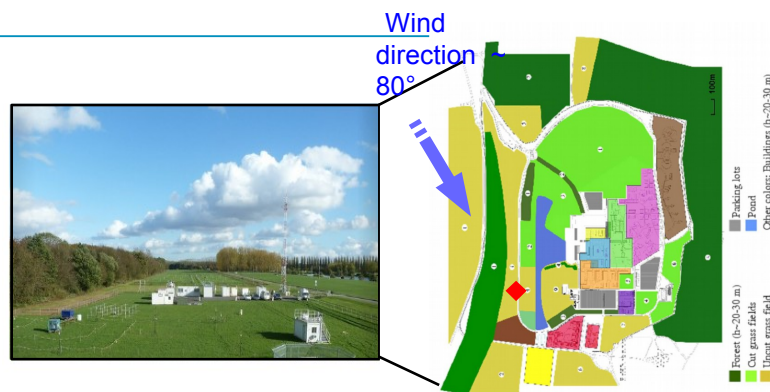 Wind
direction ~
80°
100m
Parking lots
Pond
Other colors: Buildings (h~20-30 m)
Forest (h~20-30 m)
Cut grass fields
Uncut grass field